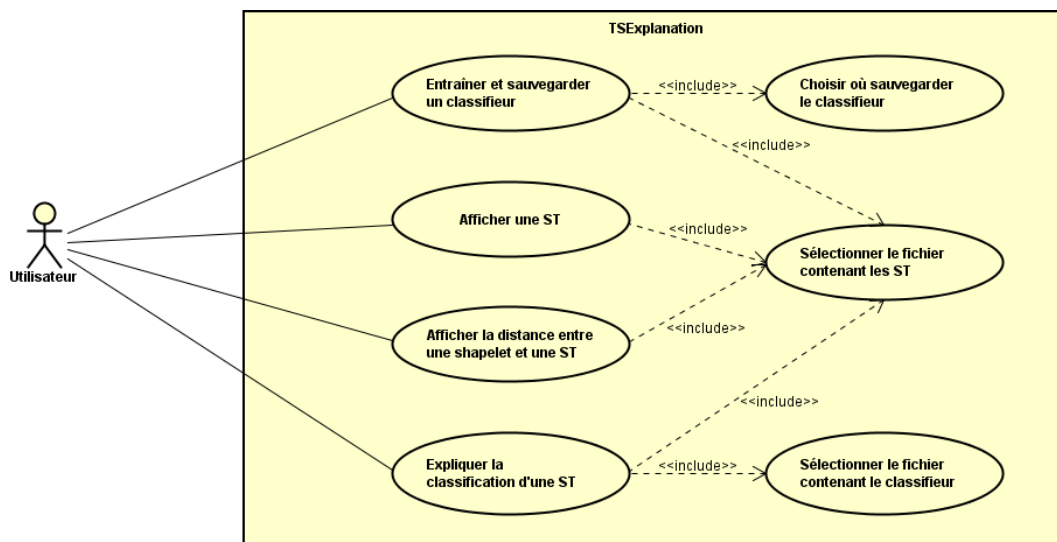 TSExplanation
Entraîner et sauvegarder
un classifieur
<<include>>
Choisir où sauvegarder
le classifieur
<<include>>
Afficher une ST
<<include>>
Sélectionner le fichier
contenant les ST
Utilisateur
Afficher la distance entre
une shapelet et une ST
<<include>>
<<include>>
Expliquer la
classification d'une ST
<<include>>
Sélectionner le fichier
contenant le classifieur